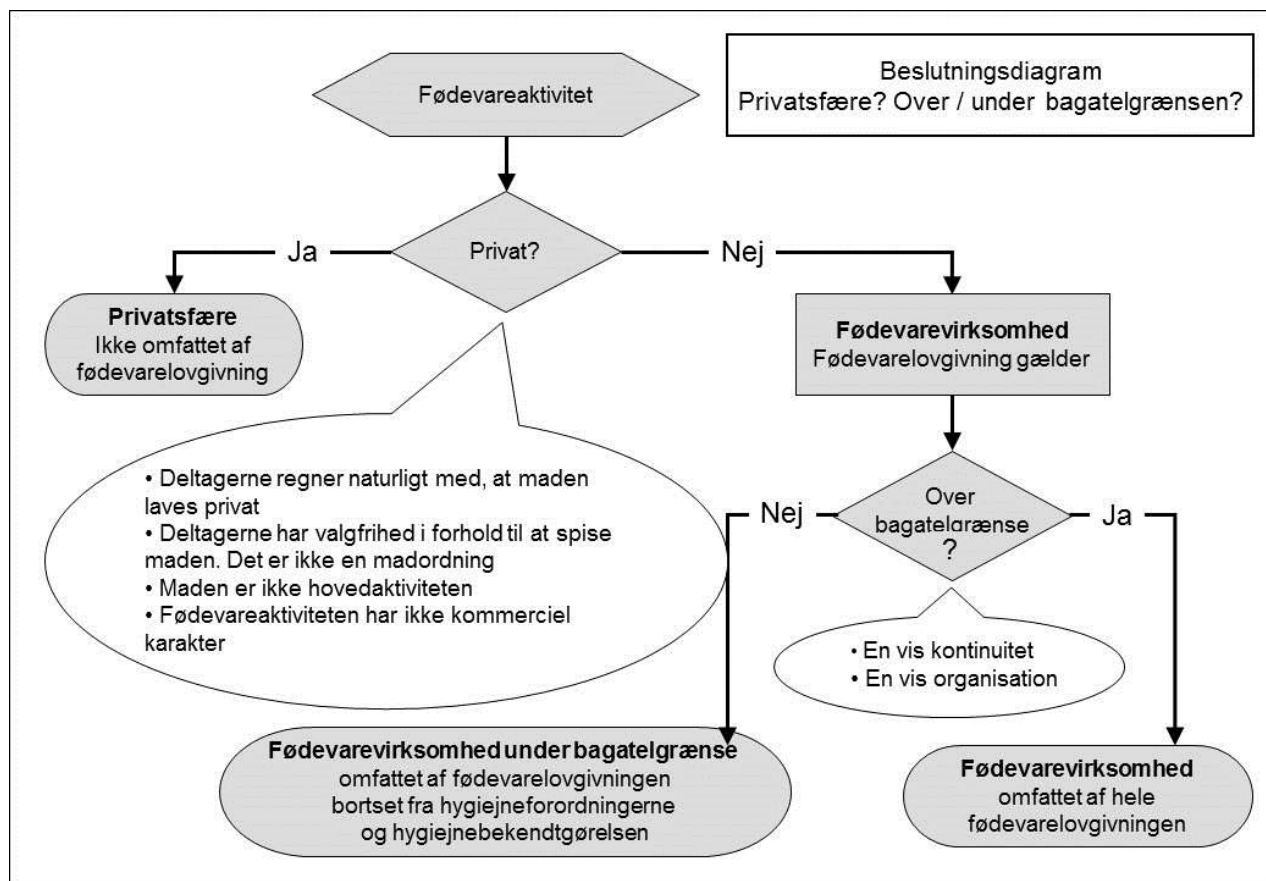 Beslutningsdiagram
Privatsfære? Over / under bagatelgrænsen?
Fødevareaktivitet
Privat?
Ja
Nej
Privatsfære
Ikke omfattet af
fødevarelovgivning
Fødevarevirksomhed
Fødevarelovgivning gælder
• Deltagerne regner naturligt med, at maden
laves privat
• Deltagerne har valgfrihed i forhold til at spise
maden. Det er ikke en madordning
• Maden er ikke hovedaktiviteten
• Fødevareaktiviteten har ikke kommerciel
karakter
Over
bagatelgrænse
?
Nej
Ja
• En vis kontinuitet
• En vis organisation
Fødevarevirksomhed under bagatelgrænse
omfattet af fødevarelovgivningen
bortset fra hygiejneforordningerne
og hygiejnebekendtgørelsen
Fødevarevirksomhed
omfattet af hele
fødevarelovgivningen